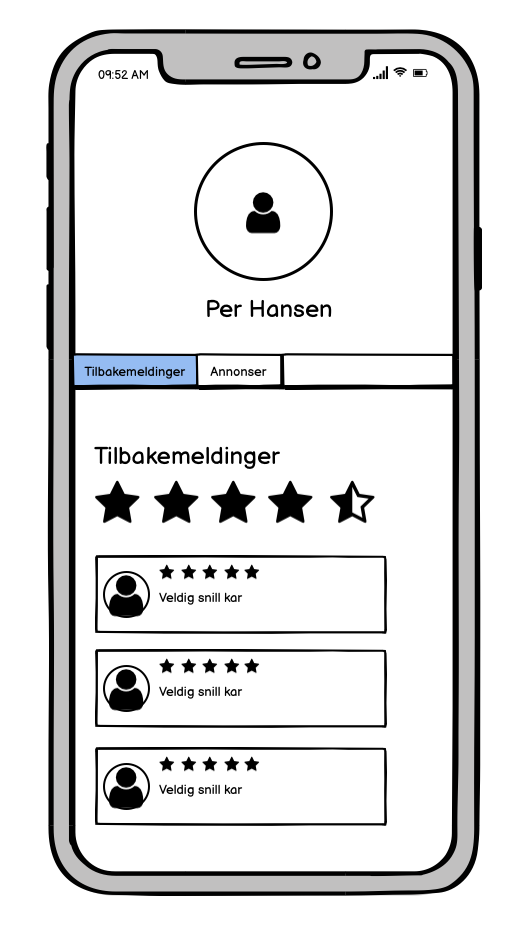 09:52 AM
Per Hansen
Tilbakemeldinger
Annonser
Tilbakemeldinger
Veldig snill kar
Veldig snill kar
Veldig snill kar